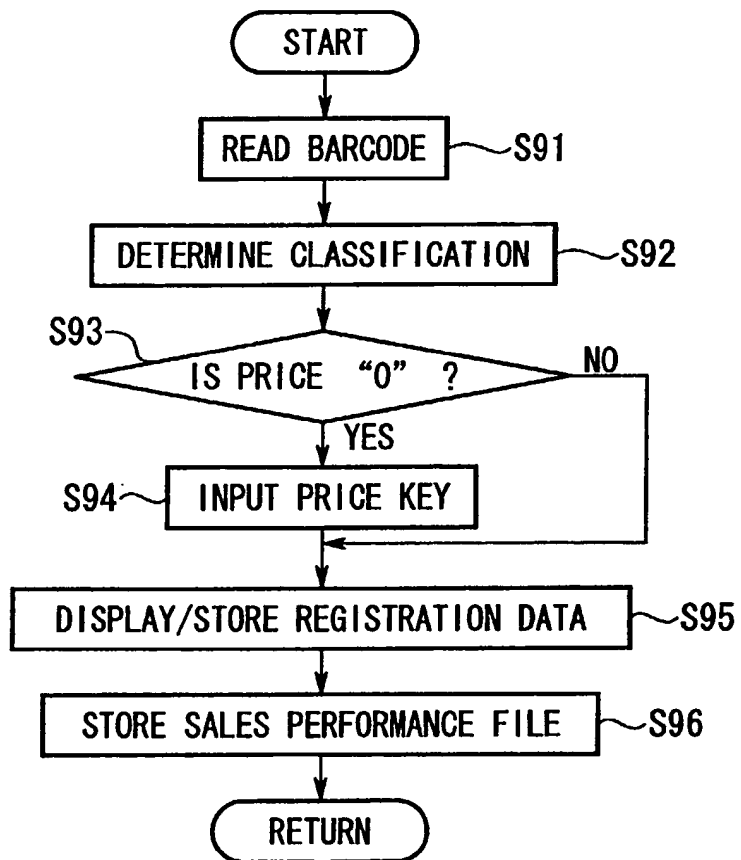 START
READ BARCODE
S91
DETERMINE CLASSIFICATION
S92
S93
IS PRICE “0” ?
NO
YES
S94
INPUT PRICE KEY
DISPLAY/STORE REGISTRATION DATA
S95
STORE SALES PERFORMANCE FILE
S96
RETURN